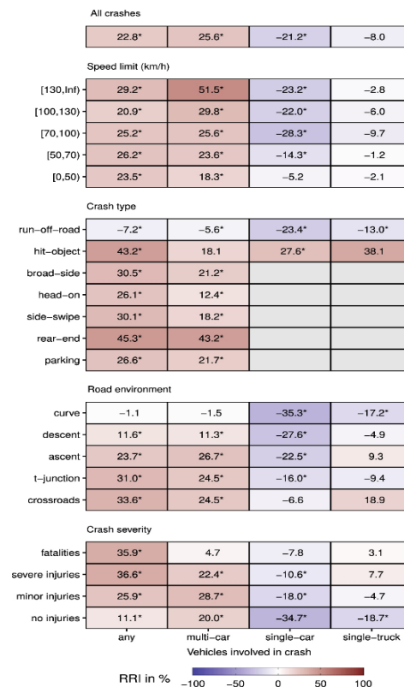 All crashes
22.8* 25.6* −21.2* −8.0
Speed limit (km/h)
[130,Inf) 29.2* 51.5* −23.2* −2.8
[100,130) 20.9* 29.8* −22.0* −6.0
[70,100) 25.2* 25.6* −28.3* −9.7
[50,70) 26.2* 23.6* −14.3* −1.2
[0,50) 23.5* 18.3* −5.2 −2.1
Crash type
run−off−road −7.2* −5.6* −23.4* −13.0*
hit−object 43.2* 18.1 27.6* 38.1
broad−side 30.5* 21.2*
head−on 26.1* 12.4*
side−swipe 30.1* 18.2*
rear−end 45.3* 43.2*
parking 26.6* 21.7*
Road environment
curve −1.1 −1.5 −35.3* −17.2*
descent 11.6* 11.3* −27.6* −4.9
ascent 23.7* 26.7* −22.5* 9.3
t−junction 31.0* 24.5* −16.0* −9.4
crossroads 33.6* 24.5* −6.6 18.9
Crash severity
fatalities 35.9* 4.7 −7.8 3.1
severe injuries 36.6* 22.4* −10.6* 7.7
minor injuries 25.9* 28.7* −18.0* −4.7
no injuries 11.1* 20.0* −34.7* −18.7*
any multi−car single−car single−truck
Vehicles involved in crash
RRI in % −100 −50 0 50 100